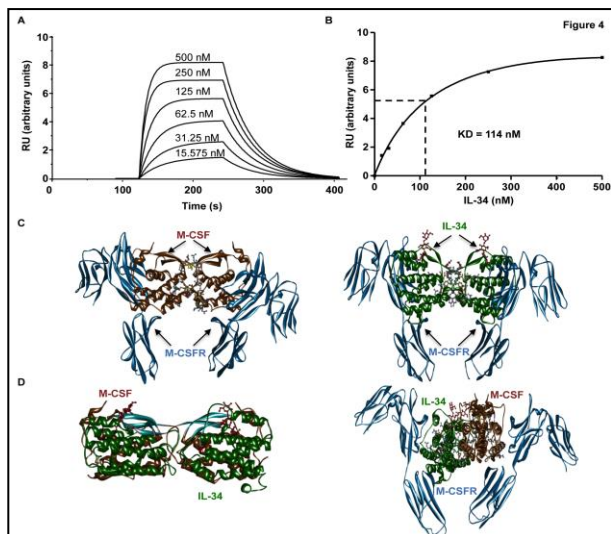 A
B
Figure 4
RU (arbitrary units)
10
8
6
4
2
0
500 nM
250 nM
125 nM
62.5 nM
31.25 nM
15.575 nM
0 100 200 300 400
Time (s)
RU (arbitrary units)
10
8
6
4
2
0
KD = 114 nM
0 100 200 300 400 500
IL-34 (nM)
C
M-CSF
M-CSFR
IL-34
M-CSFR
D
M-CSF
IL-34
IL-34
M-CSF
M-CSFR